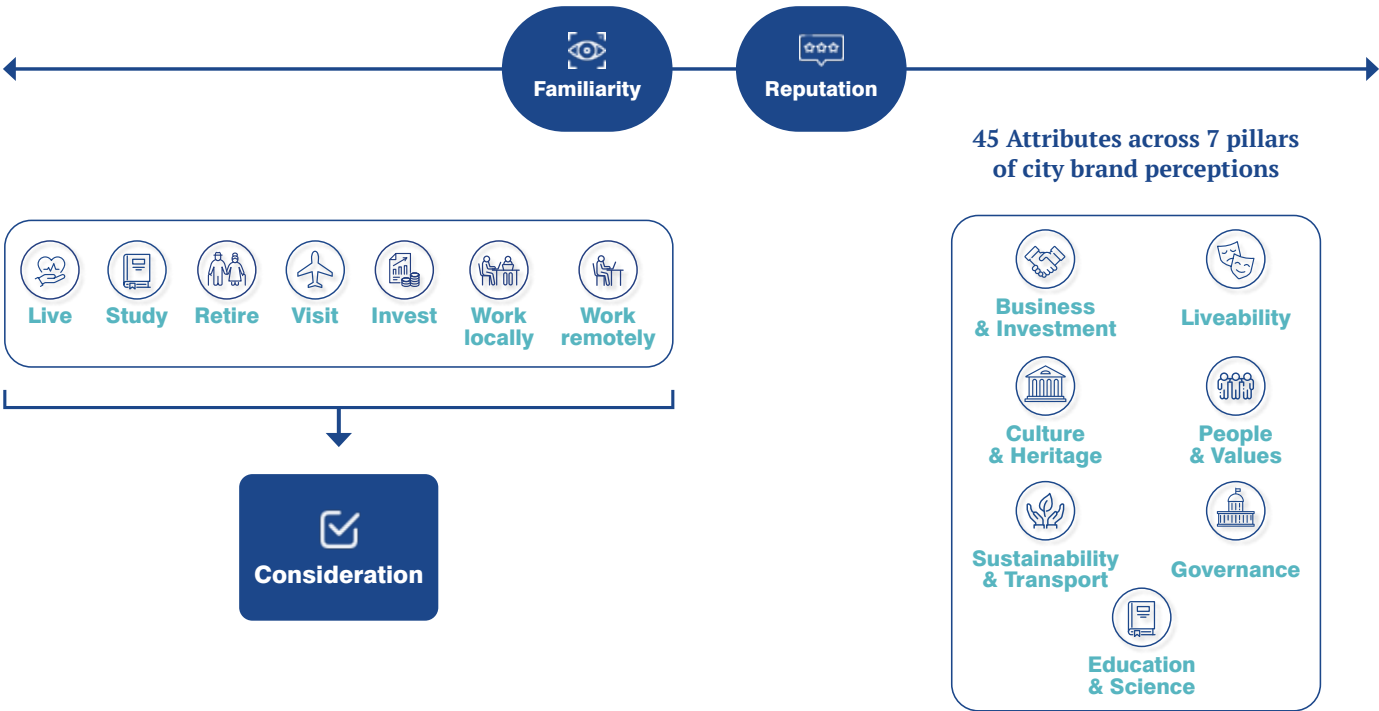 Familiarity
Reputation
45 Attributes across 7 pillars
of city brand perceptions
Live
Study
Retire
Visit
Invest
Work
locally
Work
remotely
Consideration
Business
& Investment
Liveability
Culture
& Heritage
People
& Values
Sustainability
& Transport
Governance
Education
& Science